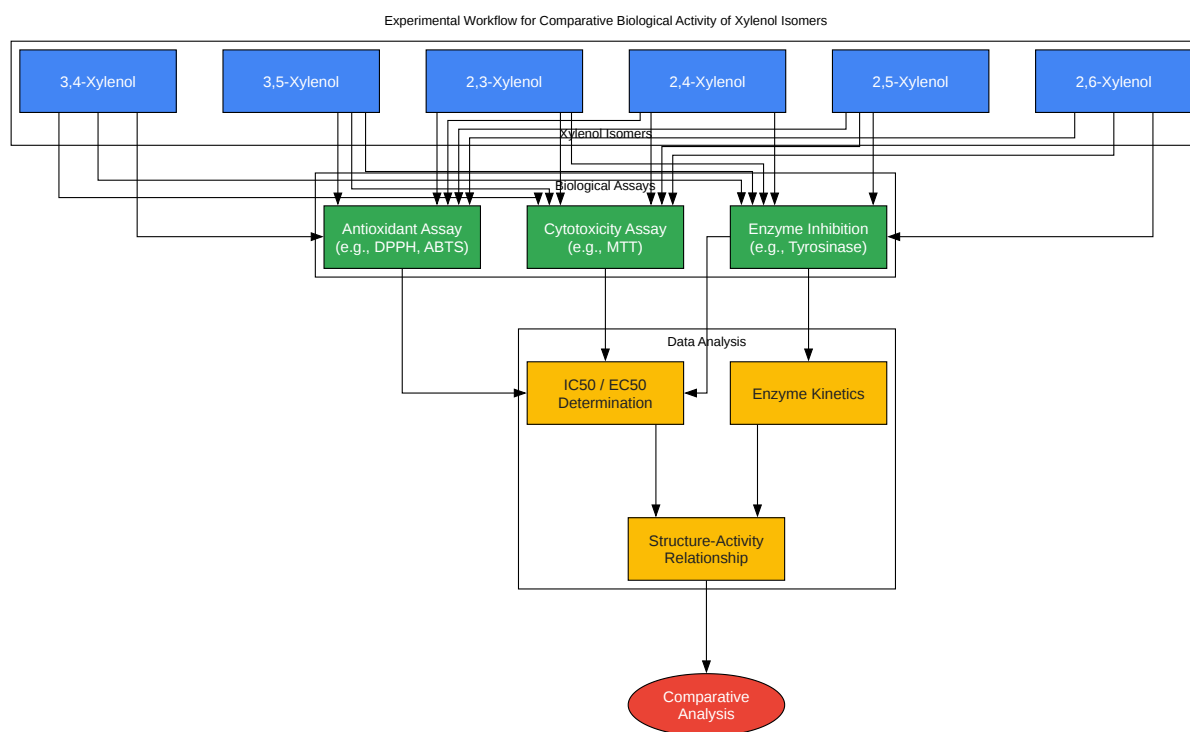 Experimental Workflow for Comparative Biological Activity of Xylenol Isomers
3,4-Xylenol
3,5-Xylenol
2,3-Xylenol
2,4-Xylenol
2,5-Xylenol
2,6-Xylenol
Xylenol Isomers
Biological Assays
Antioxidant Assay
(e.g., DPPH, ABTS)
Cytotoxicity Assay
(e.g., MTT)
Enzyme Inhibition
(e.g., Tyrosinase)
Data Analysis
IC50 / EC50
Determination
Enzyme Kinetics
Structure-Activity
Relationship
Comparative
Analysis